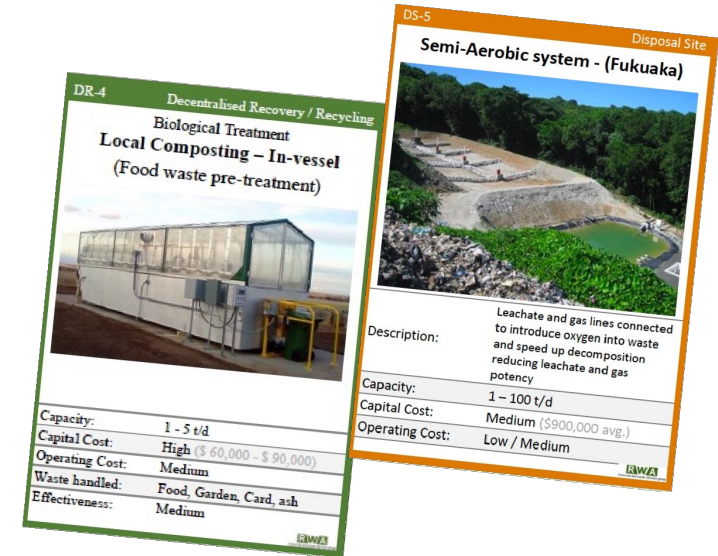 DR-4
Decentralised Recovery / Recycling
Biological Treatment
Local Composting – In-vessel
(Food waste pre-treatment)
Capacity: 1 - 5 t/d
Capital Cost: High ($ 60,000 - $ 90,000)
Operating Cost: Medium
Waste handled: Food, Garden, Card, ash
Effectiveness: Medium
RWA
DS-5
Disposal Site
Semi-Aerobic system - (Fukuaka)
Description: Leachate and gas lines connected
to introduce oxygen into waste
and speed up decomposition
reducing leachate and gas
potency
Capacity: 1 – 100 t/d
Capital Cost: Medium ($900,000 avg.)
Operating Cost: Low / Medium
RWA